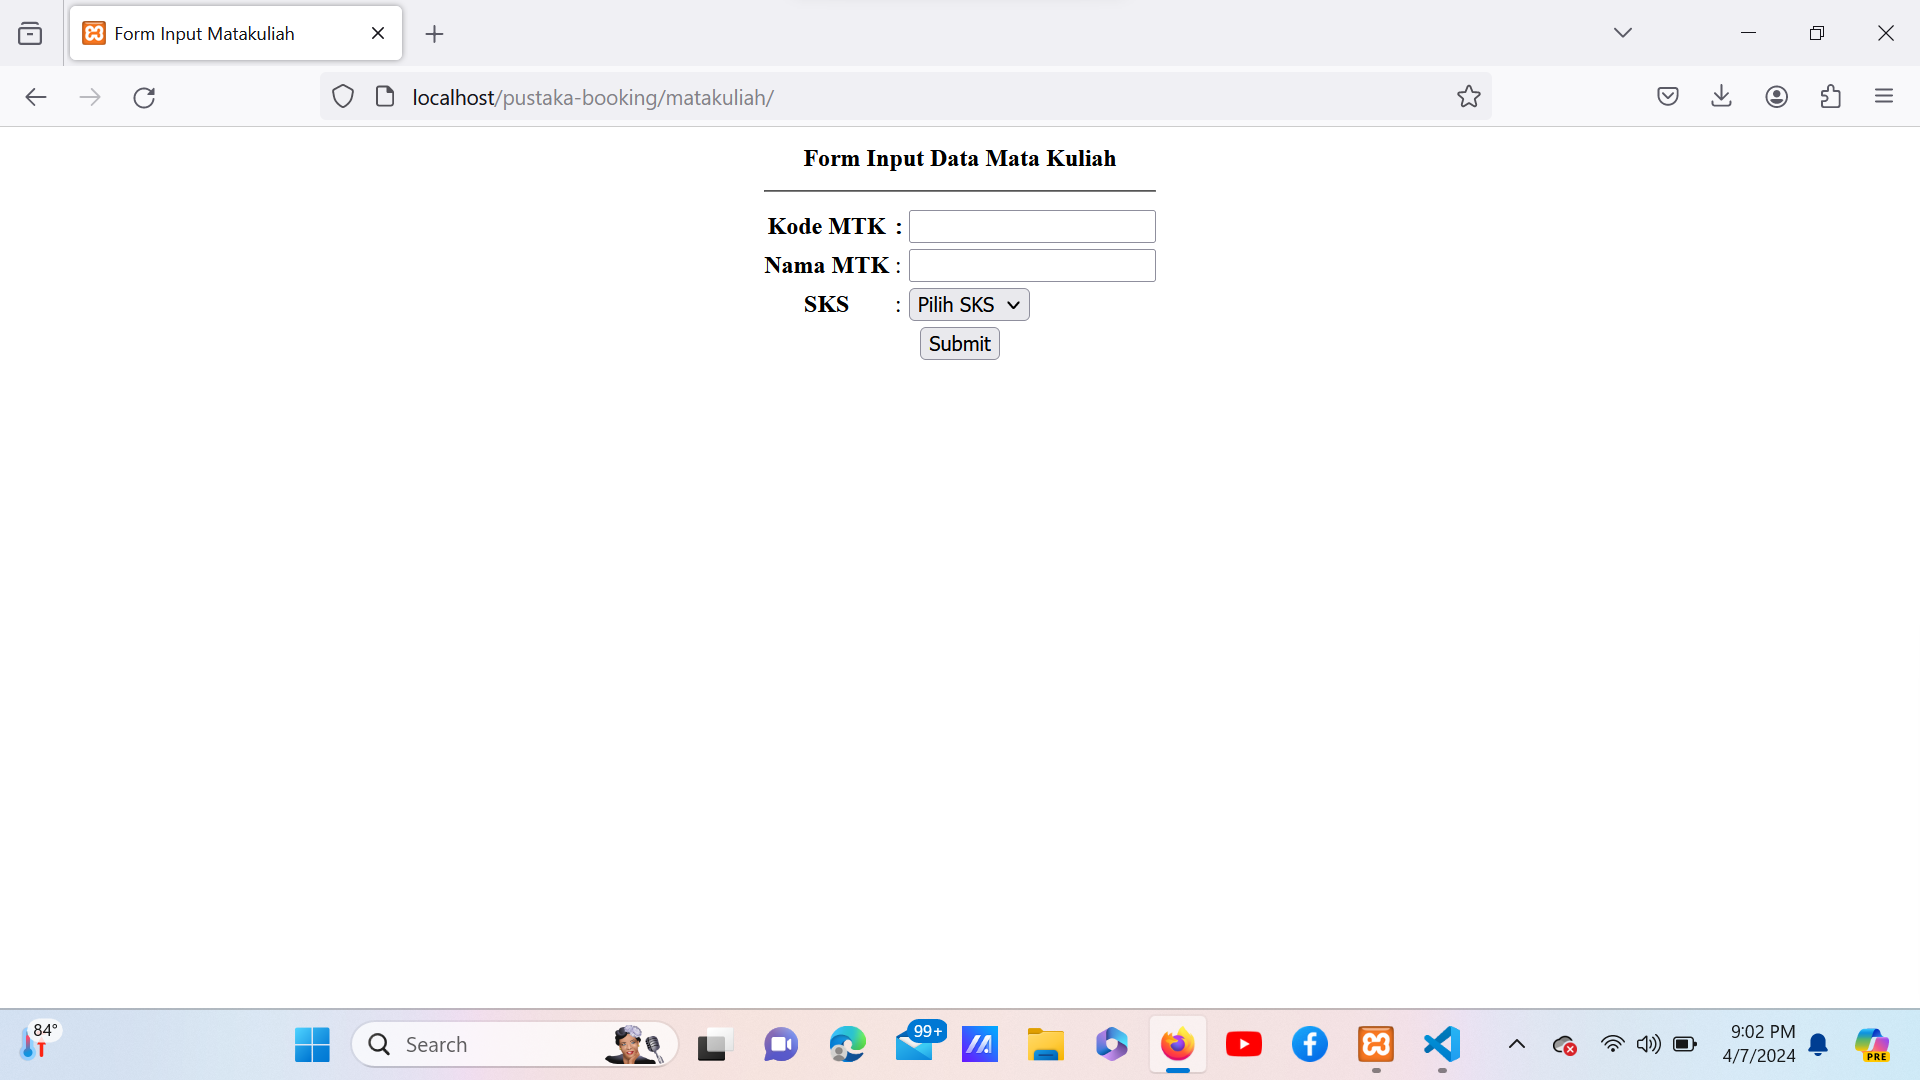 Form Input Matakuliah
localhost/pustaka-booking/matakuliah/
Form Input Data Mata Kuliah
Kode MTK :
Nama MTK :
SKS : Pilih SKS
Submit
84°
Search
99+
9:02 PM
4/7/2024
PRE